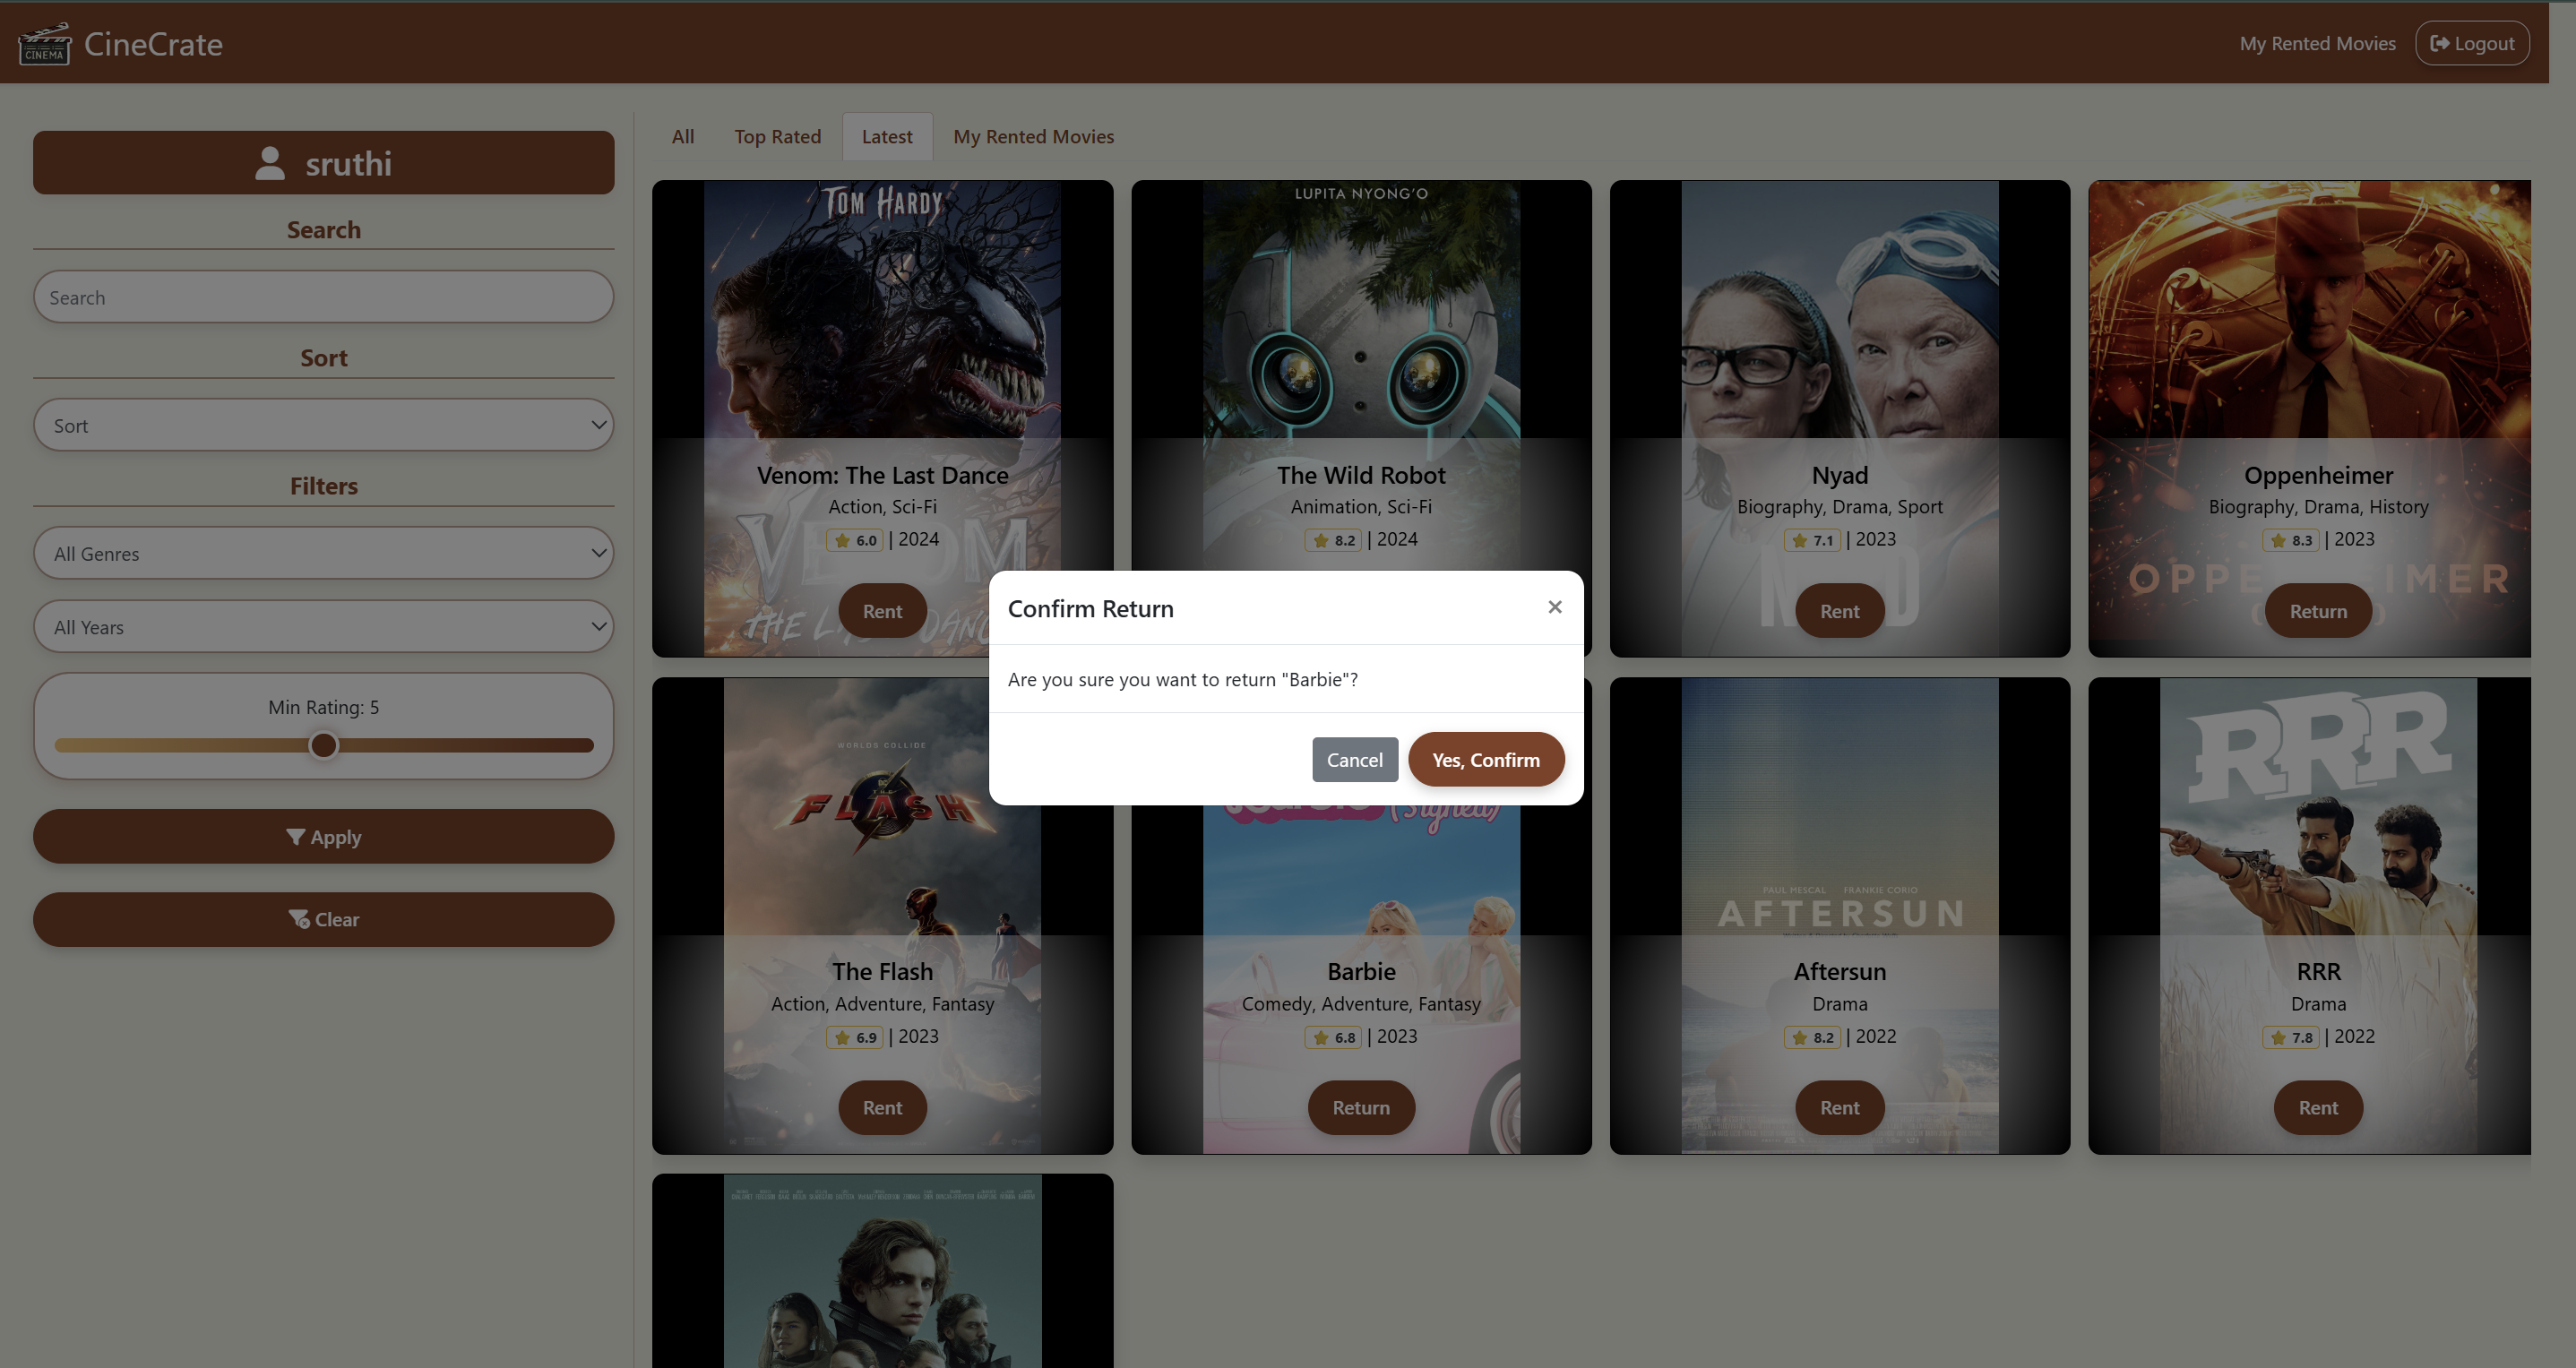 CINEMA
CineCrate
My Rented Movies
Logout
sruthi
Search
Search
Sort
Sort
Filters
All Genres
All Years
Min Rating: 5
Apply
Clear
All
Top Rated
Latest
My Rented Movies
TOM HARDY
Venom: The Last Dance
Action, Sci-Fi
6.0 | 2024
Rent
LUPITA NYONG'O
The Wild Robot
Animation, Sci-Fi
8.2 | 2024
Nyad
Biography, Drama, Sport
7.1 | 2023
Rent
OPPENHEIMER
Oppenheimer
Biography, Drama, History
8.3 | 2023
Return
Confirm Return
×
Are you sure you want to return "Barbie"?
Cancel
Yes, Confirm
WORLDS COLLIDE
THE
FLASH
The Flash
Action, Adventure, Fantasy
6.9 | 2023
Rent
(Signed)
Barbie
Comedy, Adventure, Fantasy
6.8 | 2023
Return
PAUL MESCAL FRANKIE CORIO
AFTERSUN
Aftersun
Drama
8.2 | 2022
Rent
RRR
RRR
Drama
7.8 | 2022
Rent